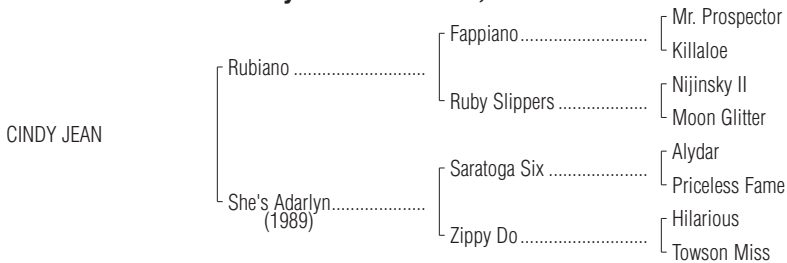 Mr. Prospector
Fappiano
Killaloe
Rubiano
Nijinsky II
Ruby Slippers
Moon Glitter
CINDY JEAN
Alydar
Saratoga Six
Priceless Fame
She's Adarlyn
(1989)
Hilarious
Zippy Do
Towson Miss